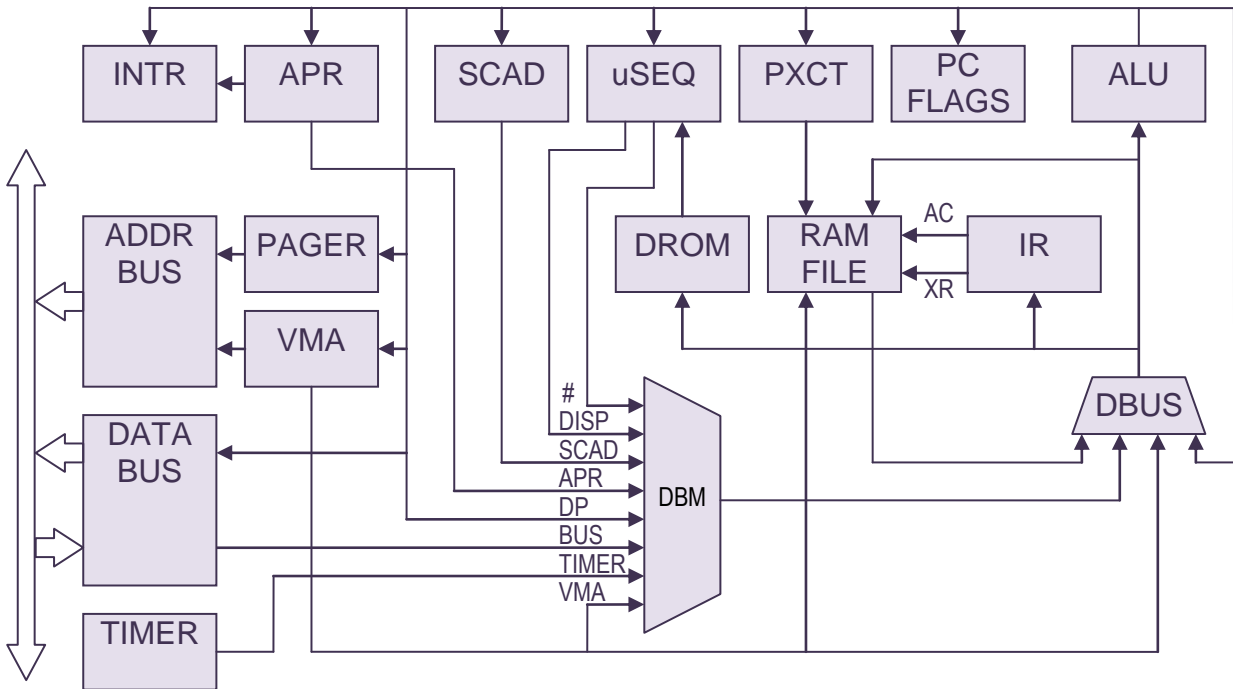 INTR
APR
SCAD
uSEQ
PXCT
PC
FLAGS
ALU
ADDR
BUS
PAGER
DROM
RAM
FILE
AC
XR
IR
VMA
DBUS
DATA
BUS
#
DISP
SCAD
APR
DP
BUS
TIMER
VMA
DBM
TIMER